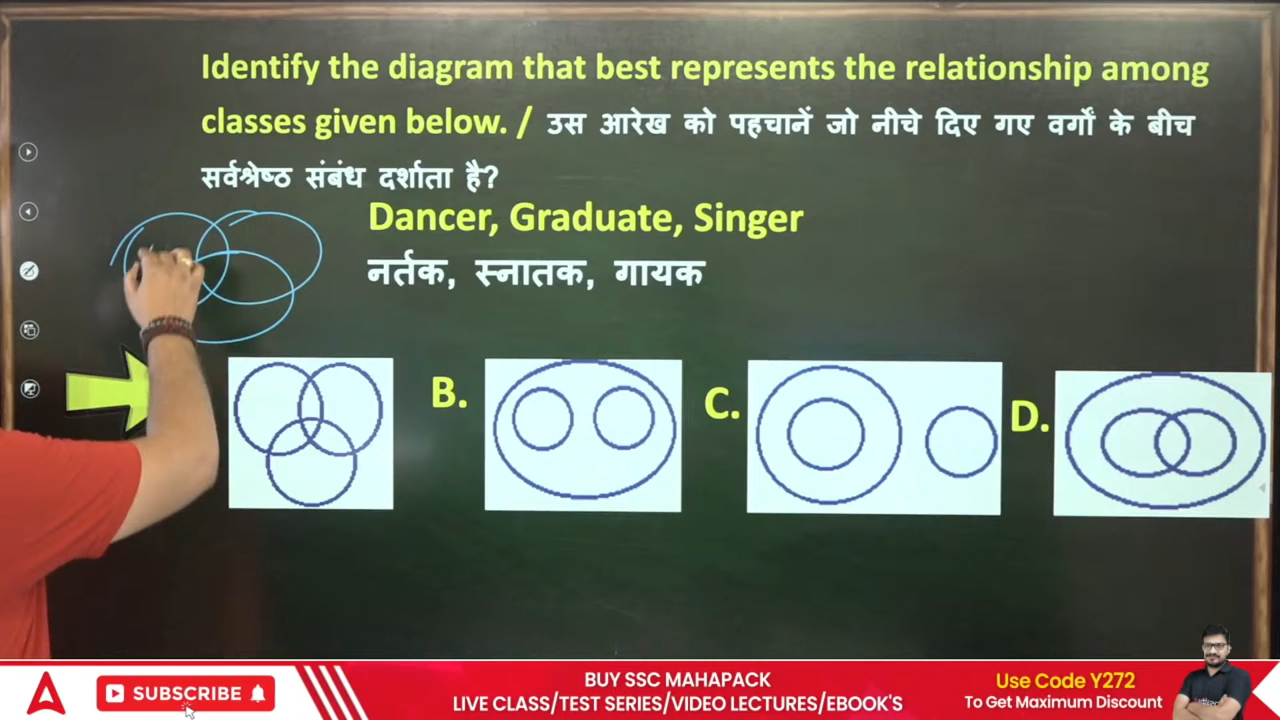 Identify the diagram that best represents the relationship among
classes given below. / उस आरेख को पहचानें जो नीचे दिए गए वर्गों के बीच
सर्वश्रेष्ठ संबंध दर्शाता है?
Dancer, Graduate, Singer
नर्तक, स्नातक, गायक
B.
C.
D.
SUBSCRIBE
BUY SSC MAHAPACK
LIVE CLASS/TEST SERIES/VIDEO LECTURES/EBOOK'S
Use Code Y272
To Get Maximum Discount